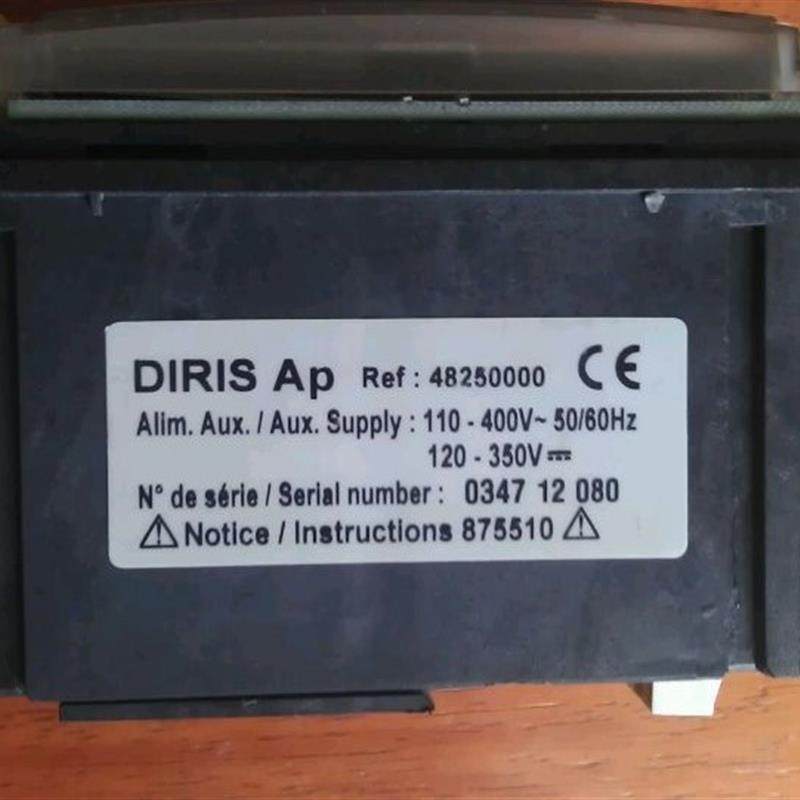 DIRIS Ap Ref : 48250000 CE
Alim. Aux. / Aux. Supply : 110 - 400V~ 50/60Hz
120 - 350V⎓
N° de série / Serial number : 0347 12 080
⚠ Notice / Instructions 875510 ⚠